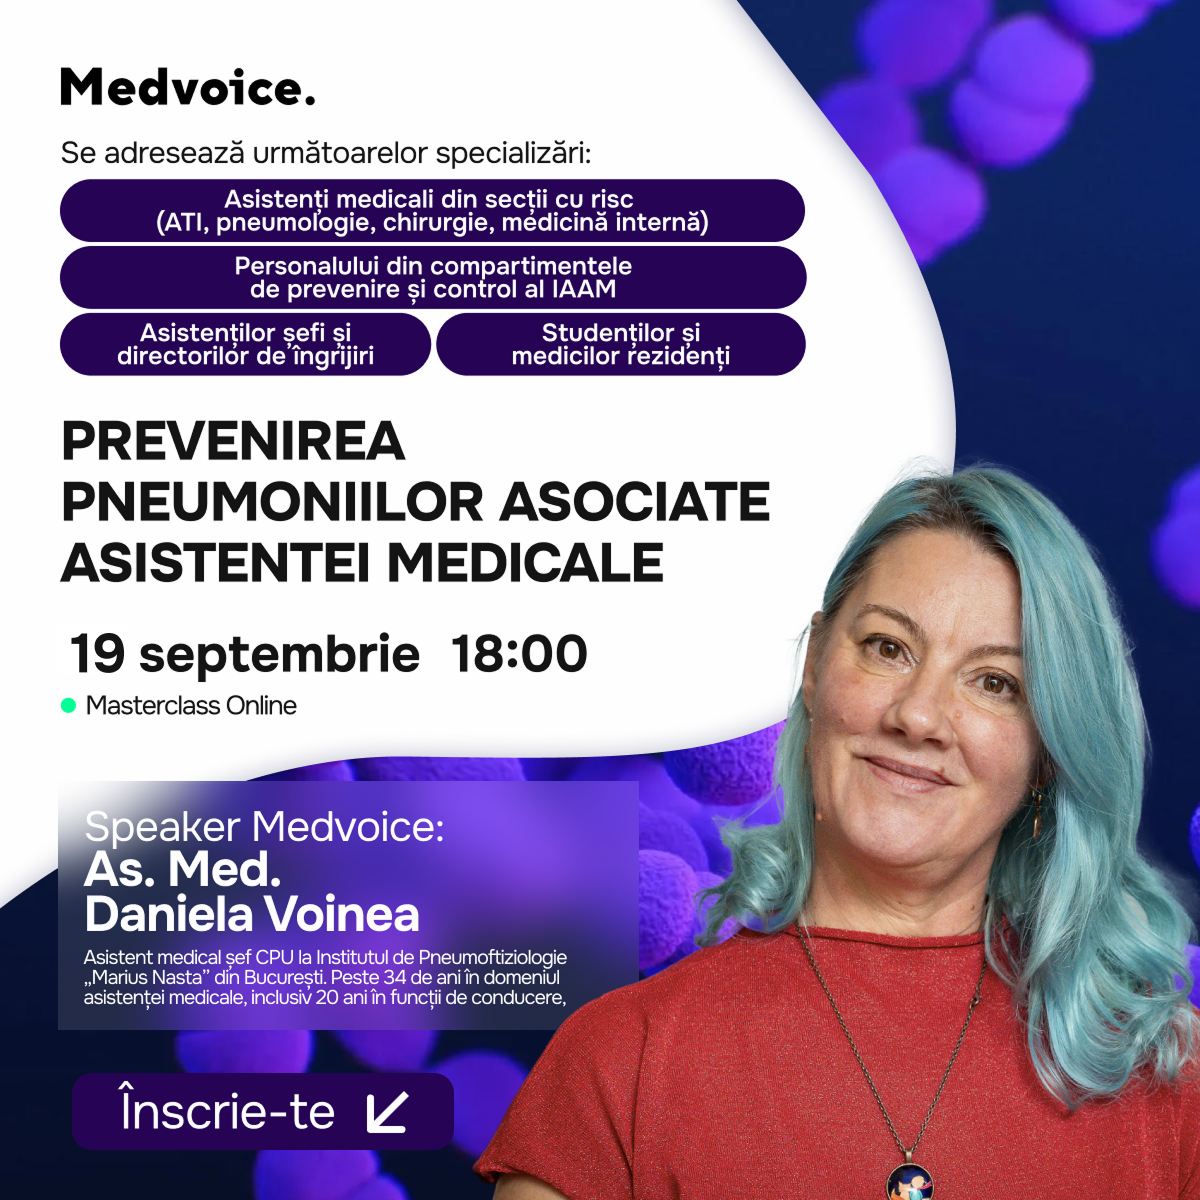 Medvoice.
Se adresează următoarelor specializări:
Asistenți medicali din secții cu risc
(ATI, pneumologie, chirurgie, medicină internă)
Personalului din compartimentele
de prevenire și control al IAAM
Asistenților șefi și
directorilor de îngrijiri
Studenților și
medicilor rezidenți
PREVENIREA
PNEUMONIILOR ASOCIATE
ASISTENTEI MEDICALE
19 septembrie 18:00
Masterclass Online
Speaker Medvoice:
As. Med.
Daniela Voinea
Asistent medical șef CPU la Institutul de Pneumoftiziologie
„Marius Nasta” din București. Peste 34 de ani în domeniul
asistenței medicale, inclusiv 20 ani în funcții de conducere,
Înscrie-te